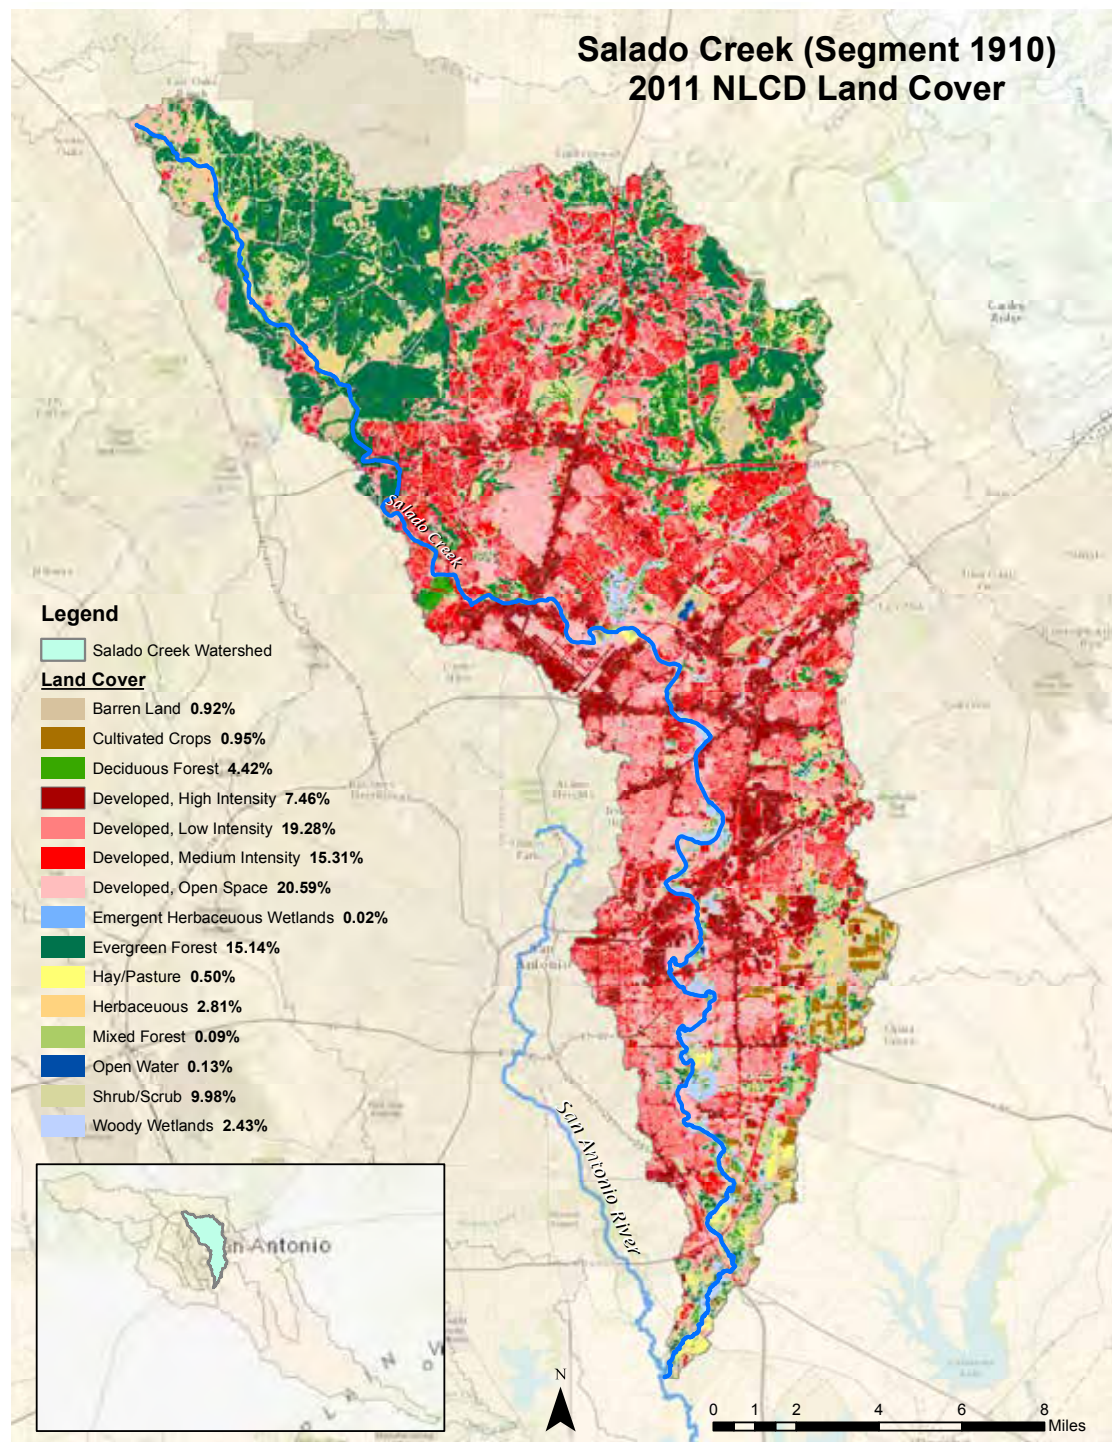 Salado Creek (Segment 1910)
2011 NLCD Land Cover
Salado Creek
Legend
Salado Creek Watershed
Land Cover
Barren Land 0.92%
Cultivated Crops 0.95%
Deciduous Forest 4.42%
Developed, High Intensity 7.46%
Developed, Low Intensity 19.28%
Developed, Medium Intensity 15.31%
Developed, Open Space 20.59%
Emergent Herbaceuous Wetlands 0.02%
Evergreen Forest 15.14%
Hay/Pasture 0.50%
Herbaceuous 2.81%
Mixed Forest 0.09%
Open Water 0.13%
Shrub/Scrub 9.98%
Woody Wetlands 2.43%
San
Antonio
San Antonio River
n Antonio
N
0 1 2 4 6 8
Miles